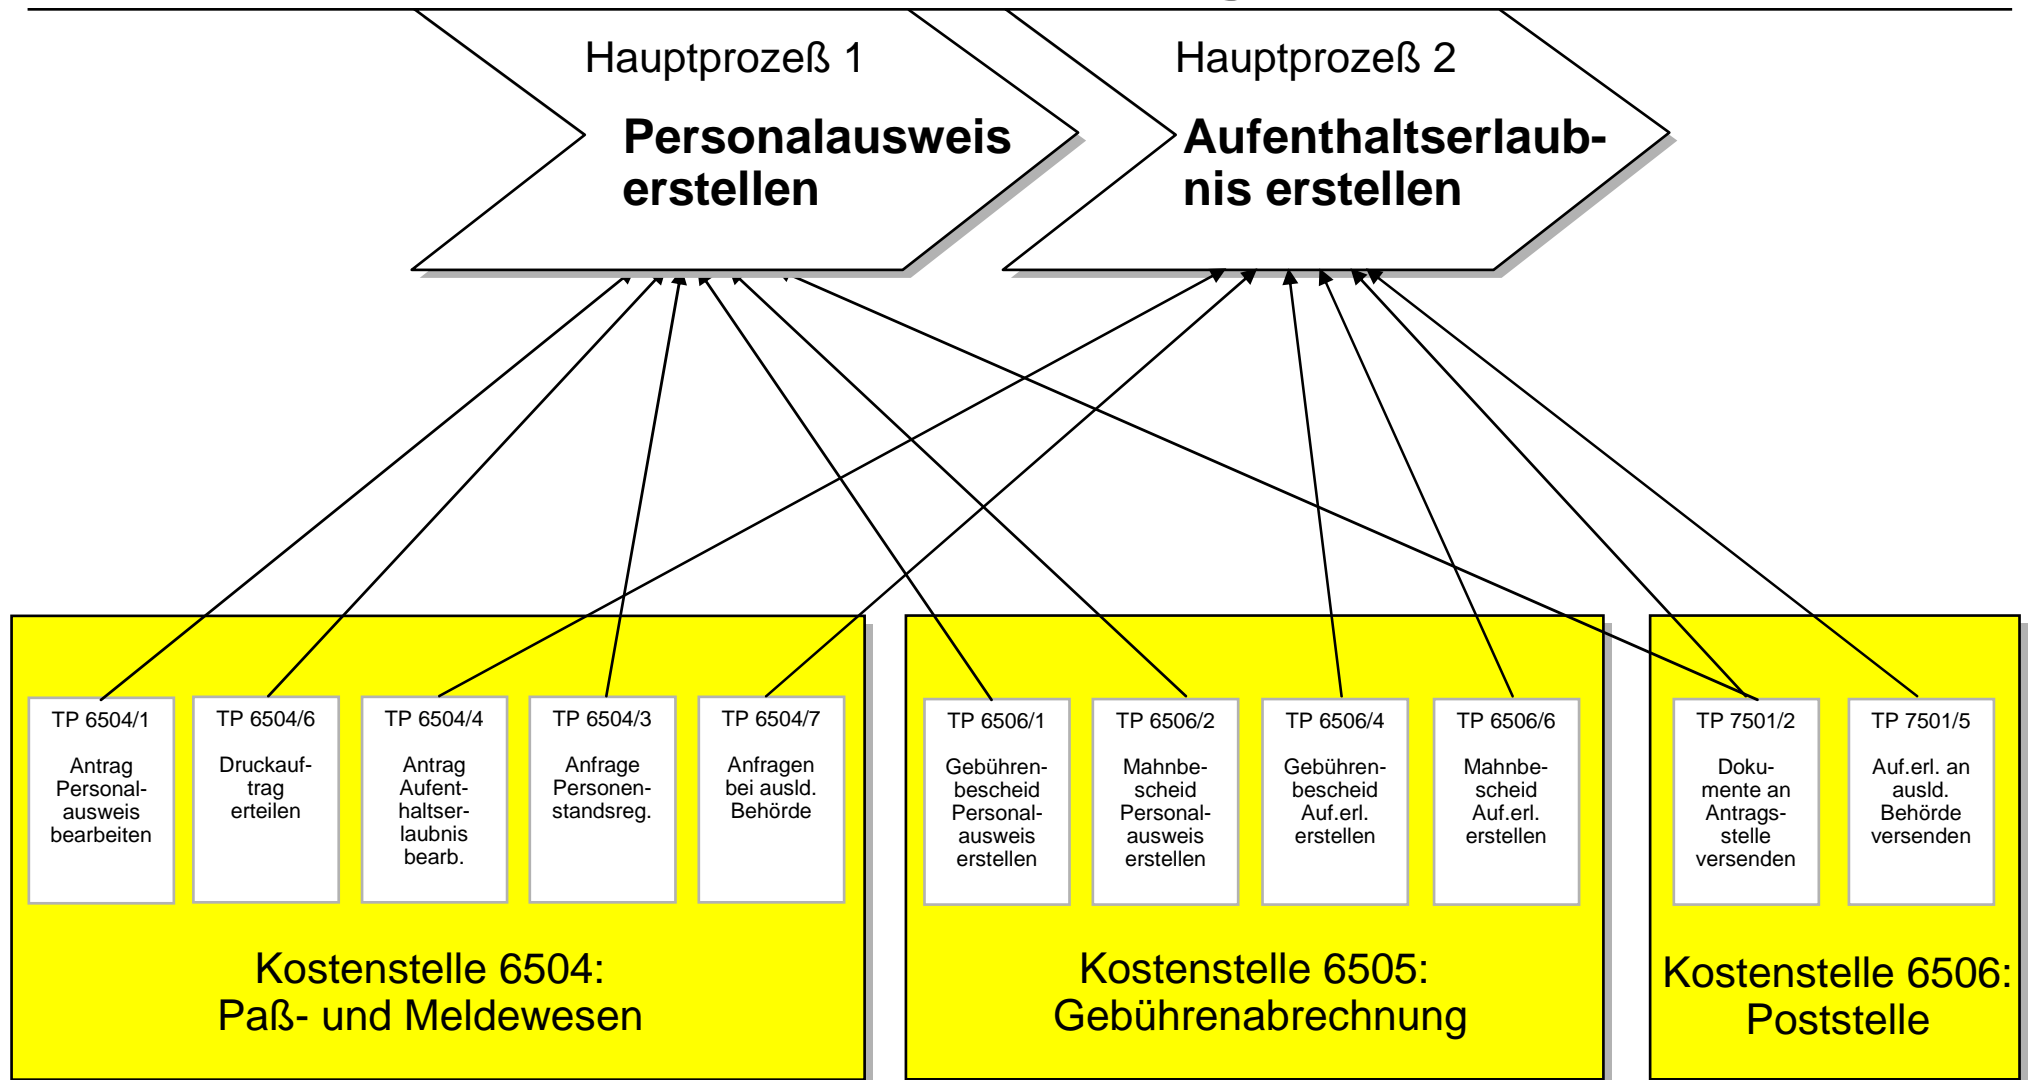 Hauptprozeß 1
Personalausweis
erstellen
Hauptprozeß 2
Aufenthaltserlaub-
nis erstellen
TP 6504/1
Antrag
Personal-
ausweis
bearbeiten
TP 6504/6
Druckauf-
trag
erteilen
TP 6504/4
Antrag
Aufent-
haltser-
laubnis
bearb.
TP 6504/3
Anfrage
Personen-
standsreg.
TP 6504/7
Anfragen
bei ausld.
Behörde
Kostenstelle 6504:
Paß- und Meldewesen
TP 6506/1
Gebühren-
bescheid
Personal-
ausweis
erstellen
TP 6506/2
Mahnbe-
scheid
Personal-
ausweis
erstellen
TP 6506/4
Gebühren-
bescheid
Auf.erl.
erstellen
TP 6506/6
Mahnbe-
scheid
Auf.erl.
erstellen
Kostenstelle 6505:
Gebührenabrechnung
TP 7501/2
Doku-
mente an
Antrags-
stelle
versenden
TP 7501/5
Auf.erl. an
ausld.
Behörde
versenden
Kostenstelle 6506:
Poststelle